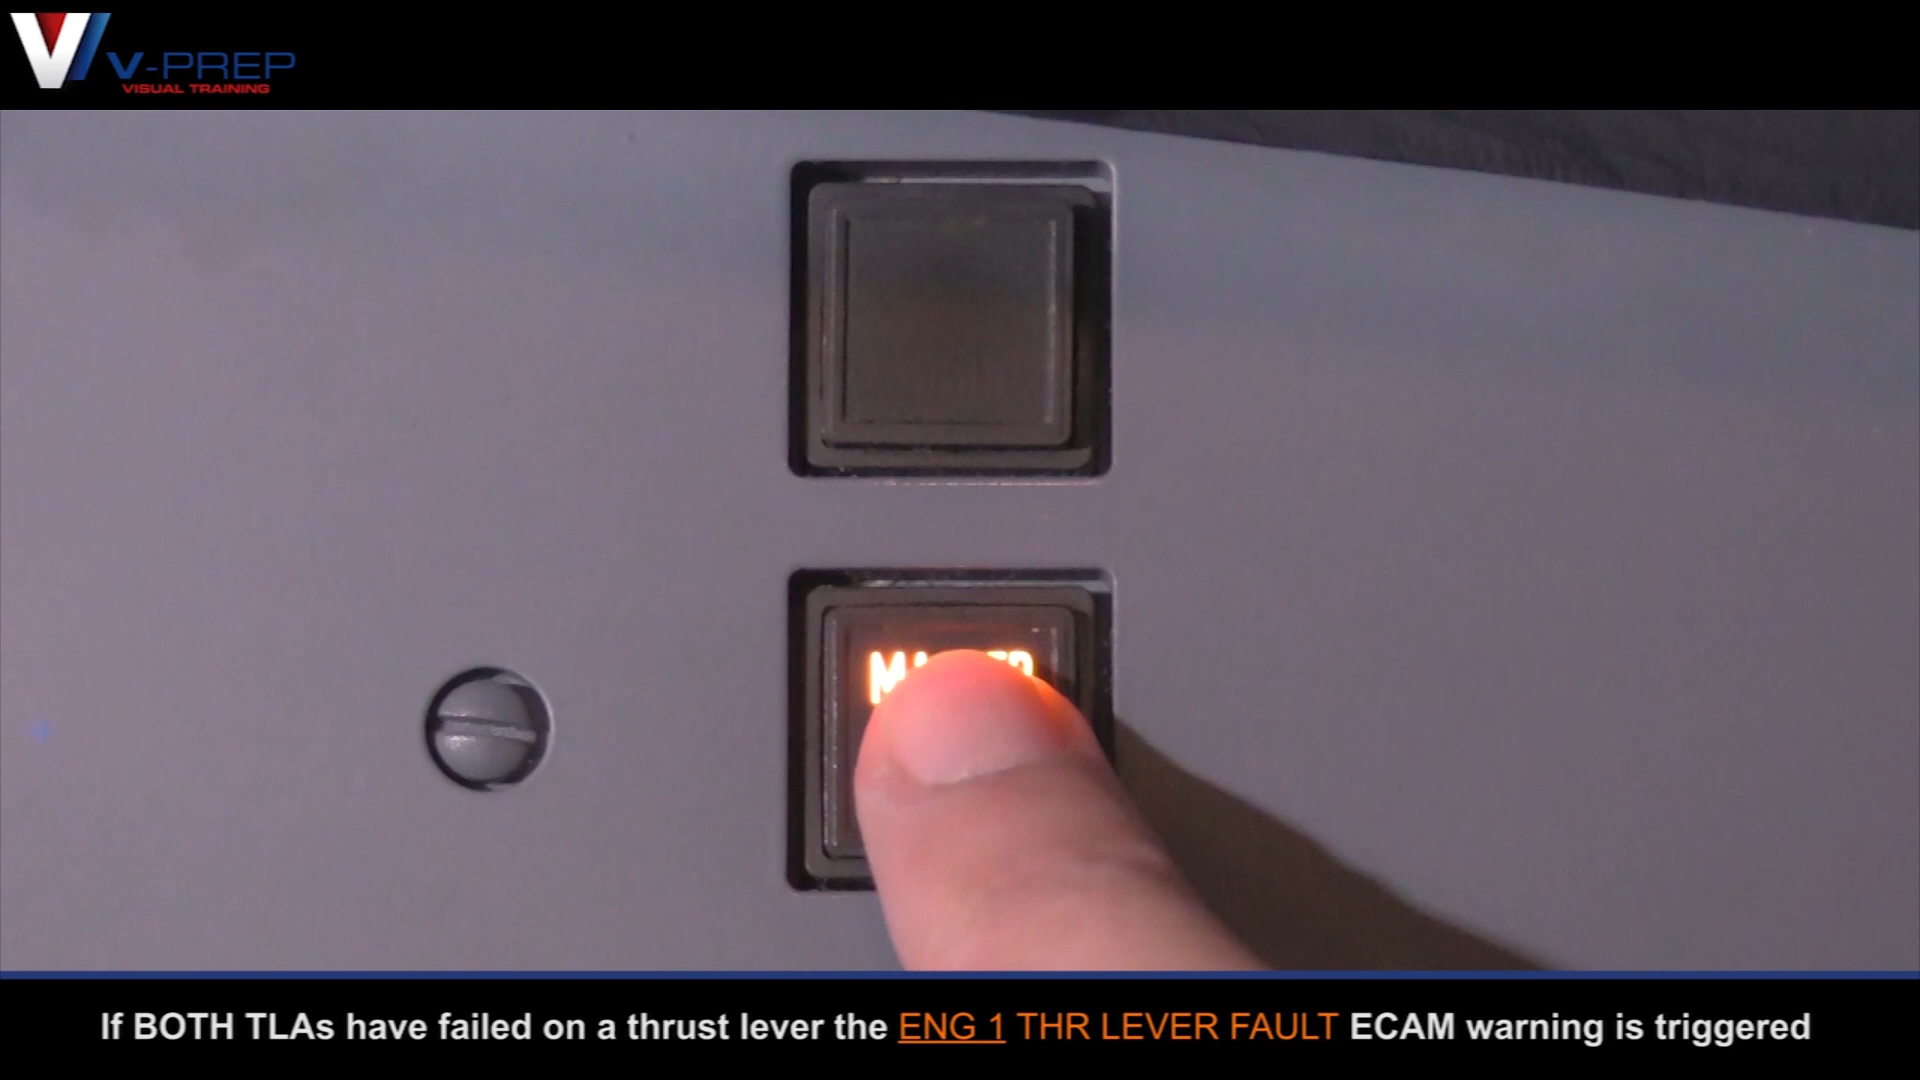 V-PREP
VISUAL TRAINING
If BOTH TLAs have failed on a thrust lever the ENG 1 THR LEVER FAULT ECAM warning is triggered